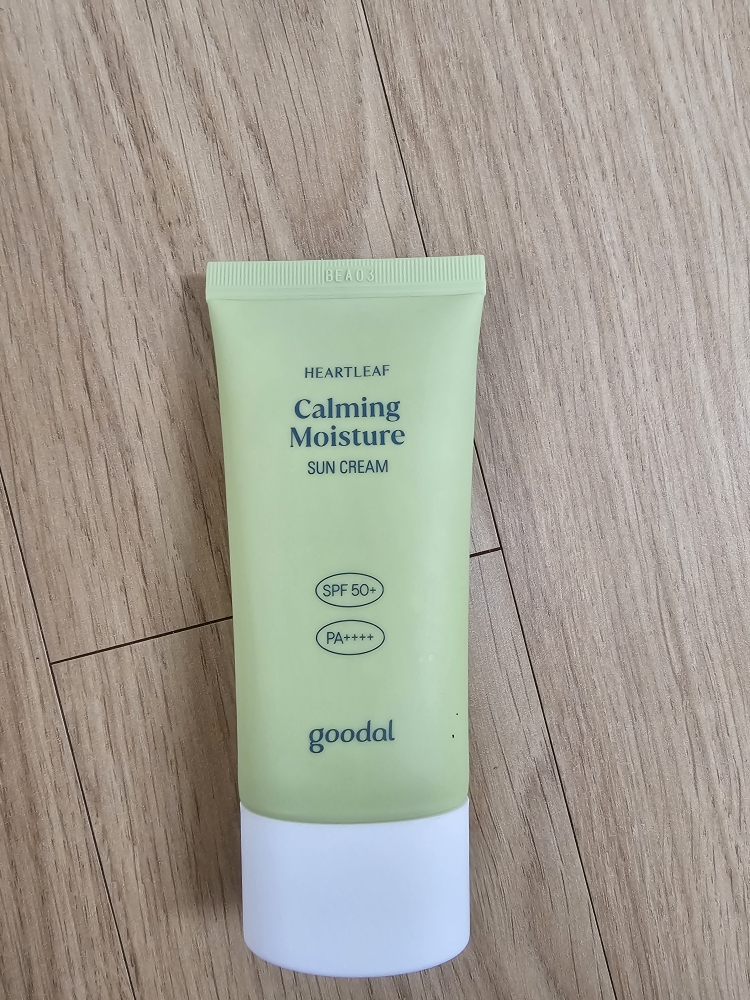 BEA03
HEARTLEAF
Calming
Moisture
SUN CREAM
SPF 50+
PA++++
goodal